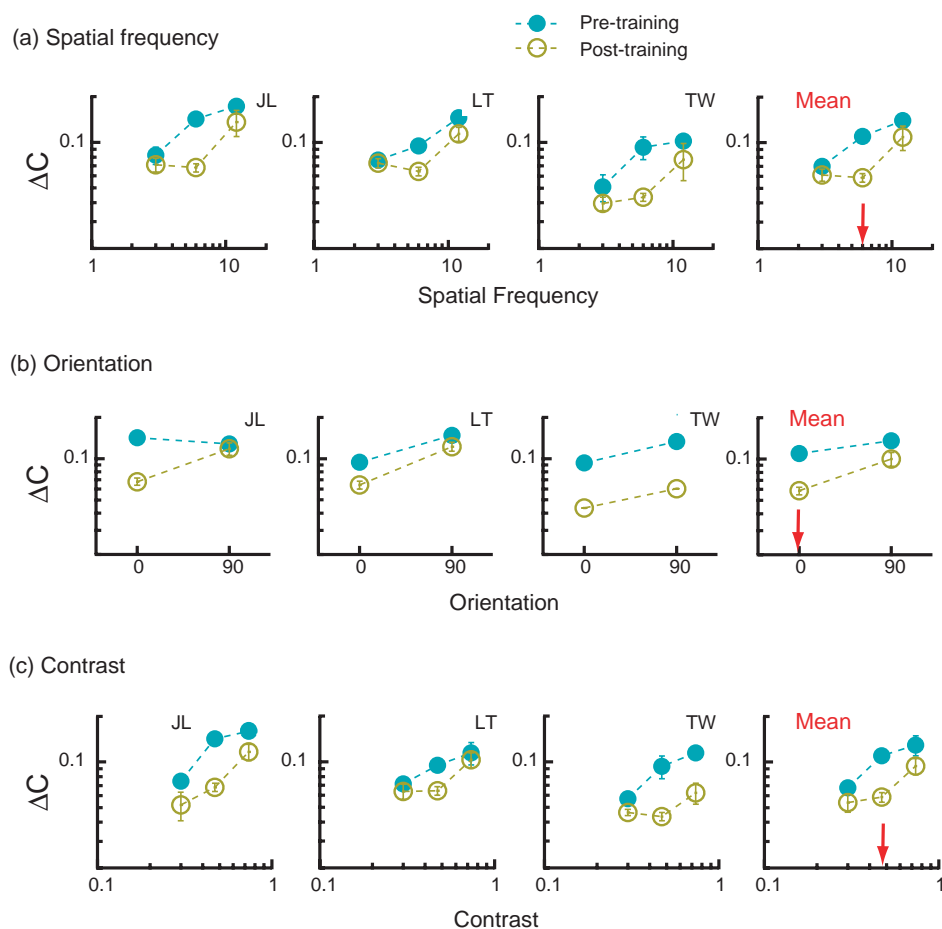 (a) Spatial frequency
Pre-training
Post-training
JL
LT
TW
Mean
ΔC
0.1
0.1
0.1
0.1
1
10
1
10
1
10
1
10
Spatial Frequency
(b) Orientation
JL
LT
TW
Mean
ΔC
0.1
0.1
0.1
0.1
0
90
0
90
0
90
0
90
Orientation
(c) Contrast
JL
LT
TW
Mean
ΔC
0.1
0.1
0.1
0.1
0.1
1
0.1
1
0.1
1
0.1
1
Contrast